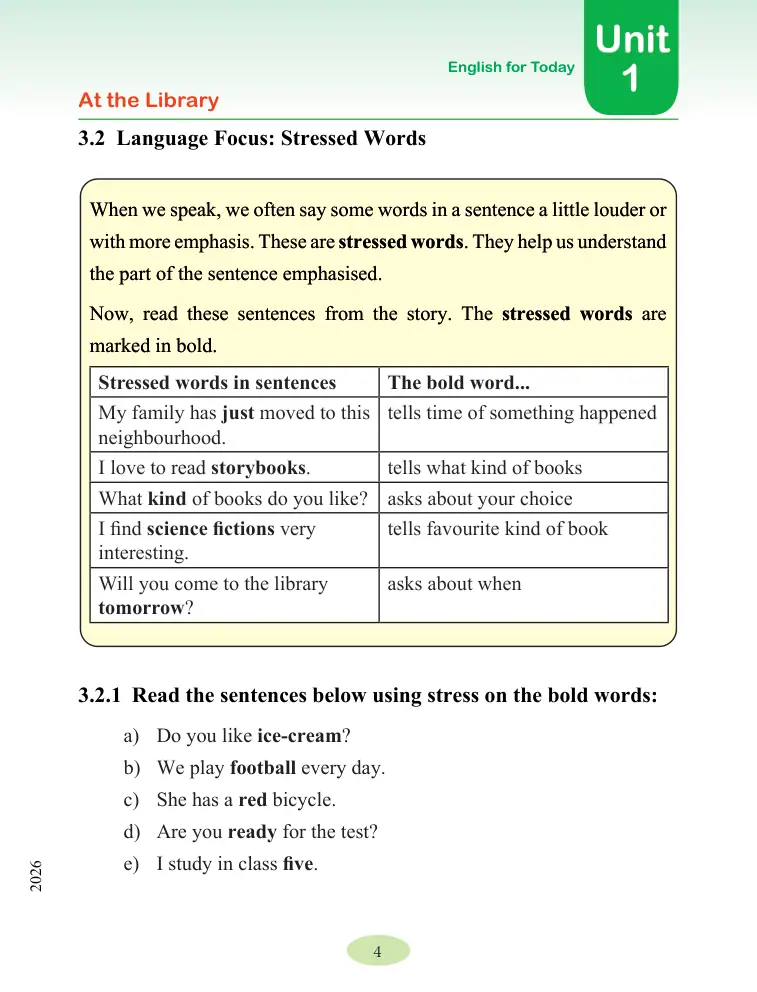 Unit
1
English for Today
At the Library
3.2 Language Focus: Stressed Words
When we speak, we often say some words in a sentence a little louder or
with more emphasis. These are stressed words. They help us understand
the part of the sentence emphasised.
Now, read these sentences from the story. The stressed words are
marked in bold.
Stressed words in sentences The bold word...
My family has just moved to this tells time of something happened
neighbourhood.
I love to read storybooks. tells what kind of books
What kind of books do you like? asks about your choice
I find science fictions very tells favourite kind of book
interesting.
Will you come to the library asks about when
tomorrow?
3.2.1 Read the sentences below using stress on the bold words:
a) Do you like ice-cream?
b) We play football every day.
c) She has a red bicycle.
d) Are you ready for the test?
e) I study in class five.
2026
4